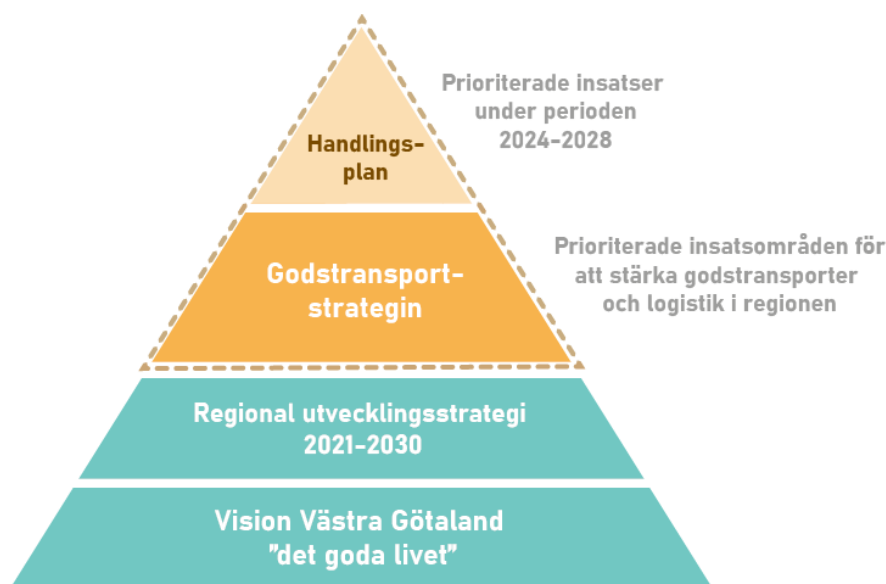 Prioriterade insatser
under perioden
2024-2028
Handlings-
plan
Prioriterade insatsområden för
att stärka godstransporter
och logistik i regionen
Godstransport-
strategin
Regional utvecklingsstrategi
2021-2030
Vision Västra Götaland
"det goda livet"